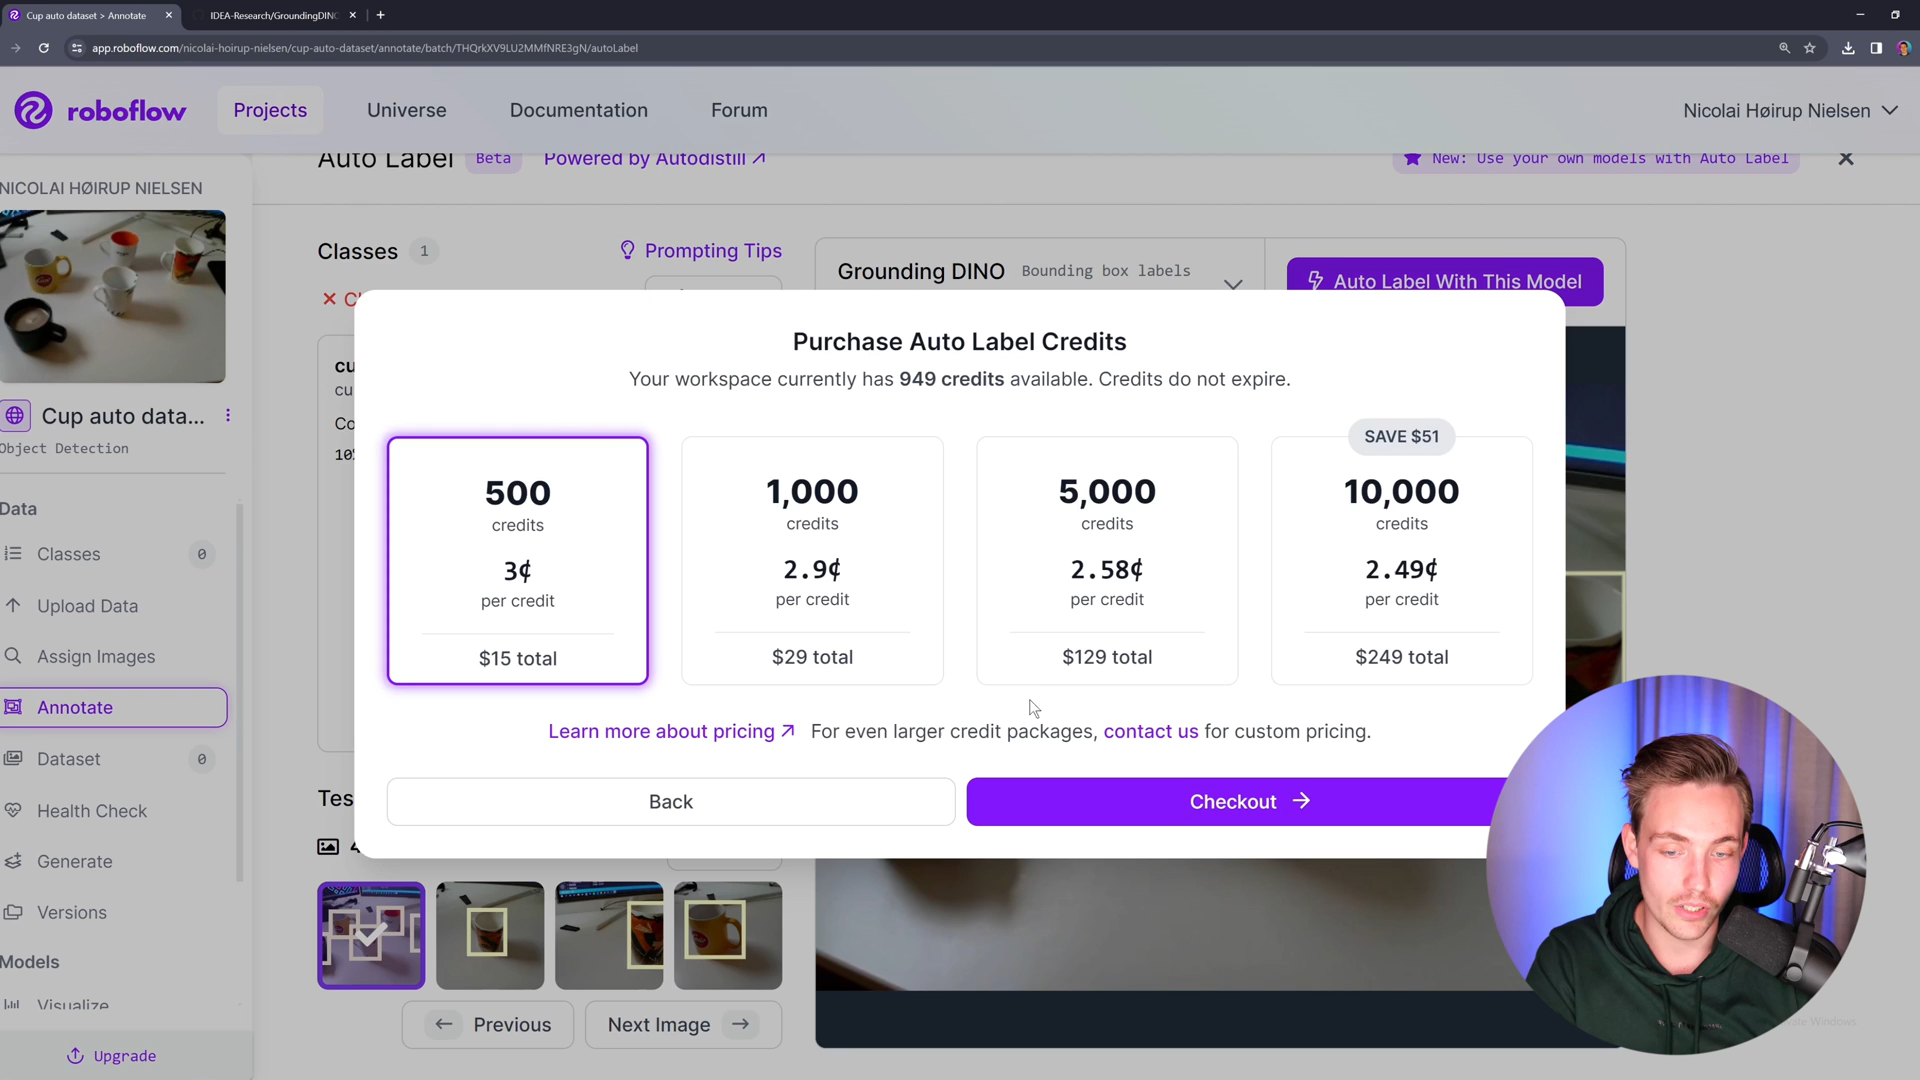 Cup auto dataset > Annotate
IDEA-Research/GroundingDINO
app.roboflow.com/nicolai-hoirup-nielsen/cup-auto-dataset/annotate/batch/THQrkXV9LU2MMfNRE3gN/autoLabel
roboflow
Projects
Universe
Documentation
Forum
Nicolai Høirup Nielsen
Auto Label
Beta
Powered by Autodistill
New: Use your own models with Auto Label
NICOLAI HØIRUP NIELSEN
Classes 1
Prompting Tips
Grounding DINO Bounding box labels
Auto Label With This Model
Cup auto data...
Object Detection
Data
Classes 0
Upload Data
Assign Images
Annotate
Dataset 0
Health Check
Generate
Versions
Models
Visualize
Upgrade
cu
cu
Co
Purchase Auto Label Credits
Your workspace currently has 949 credits available. Credits do not expire.
500
credits
3¢
per credit
$15 total
1,000
credits
2.9¢
per credit
$29 total
5,000
credits
2.58¢
per credit
$129 total
SAVE $51
10,000
credits
2.49¢
per credit
$249 total
Learn more about pricing
For even larger credit packages, contact us for custom pricing.
Back
Checkout
Tes
Previous
Next Image